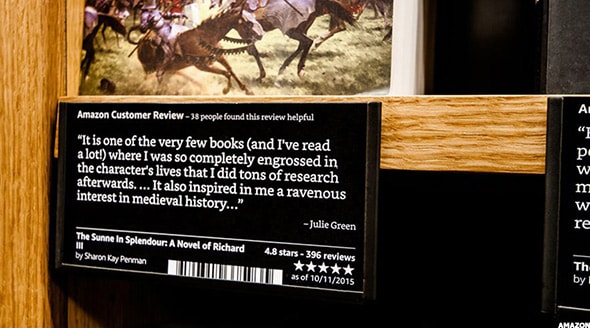 Amazon Customer Review – 38 people found this review helpful
“It is one of the very few books (and I've read
a lot!) where I was so completely engrossed in
the character's lives that I did tons of research
afterwards. ... It also inspired in me a ravenous
interest in medieval history...”
– Julie Green
The Sunne In Splendour: A Novel of Richard
III
by Sharon Kay Penman
4.8 stars - 396 reviews
★★★★★
as of 10/11/2015
Th
by
AMAZON